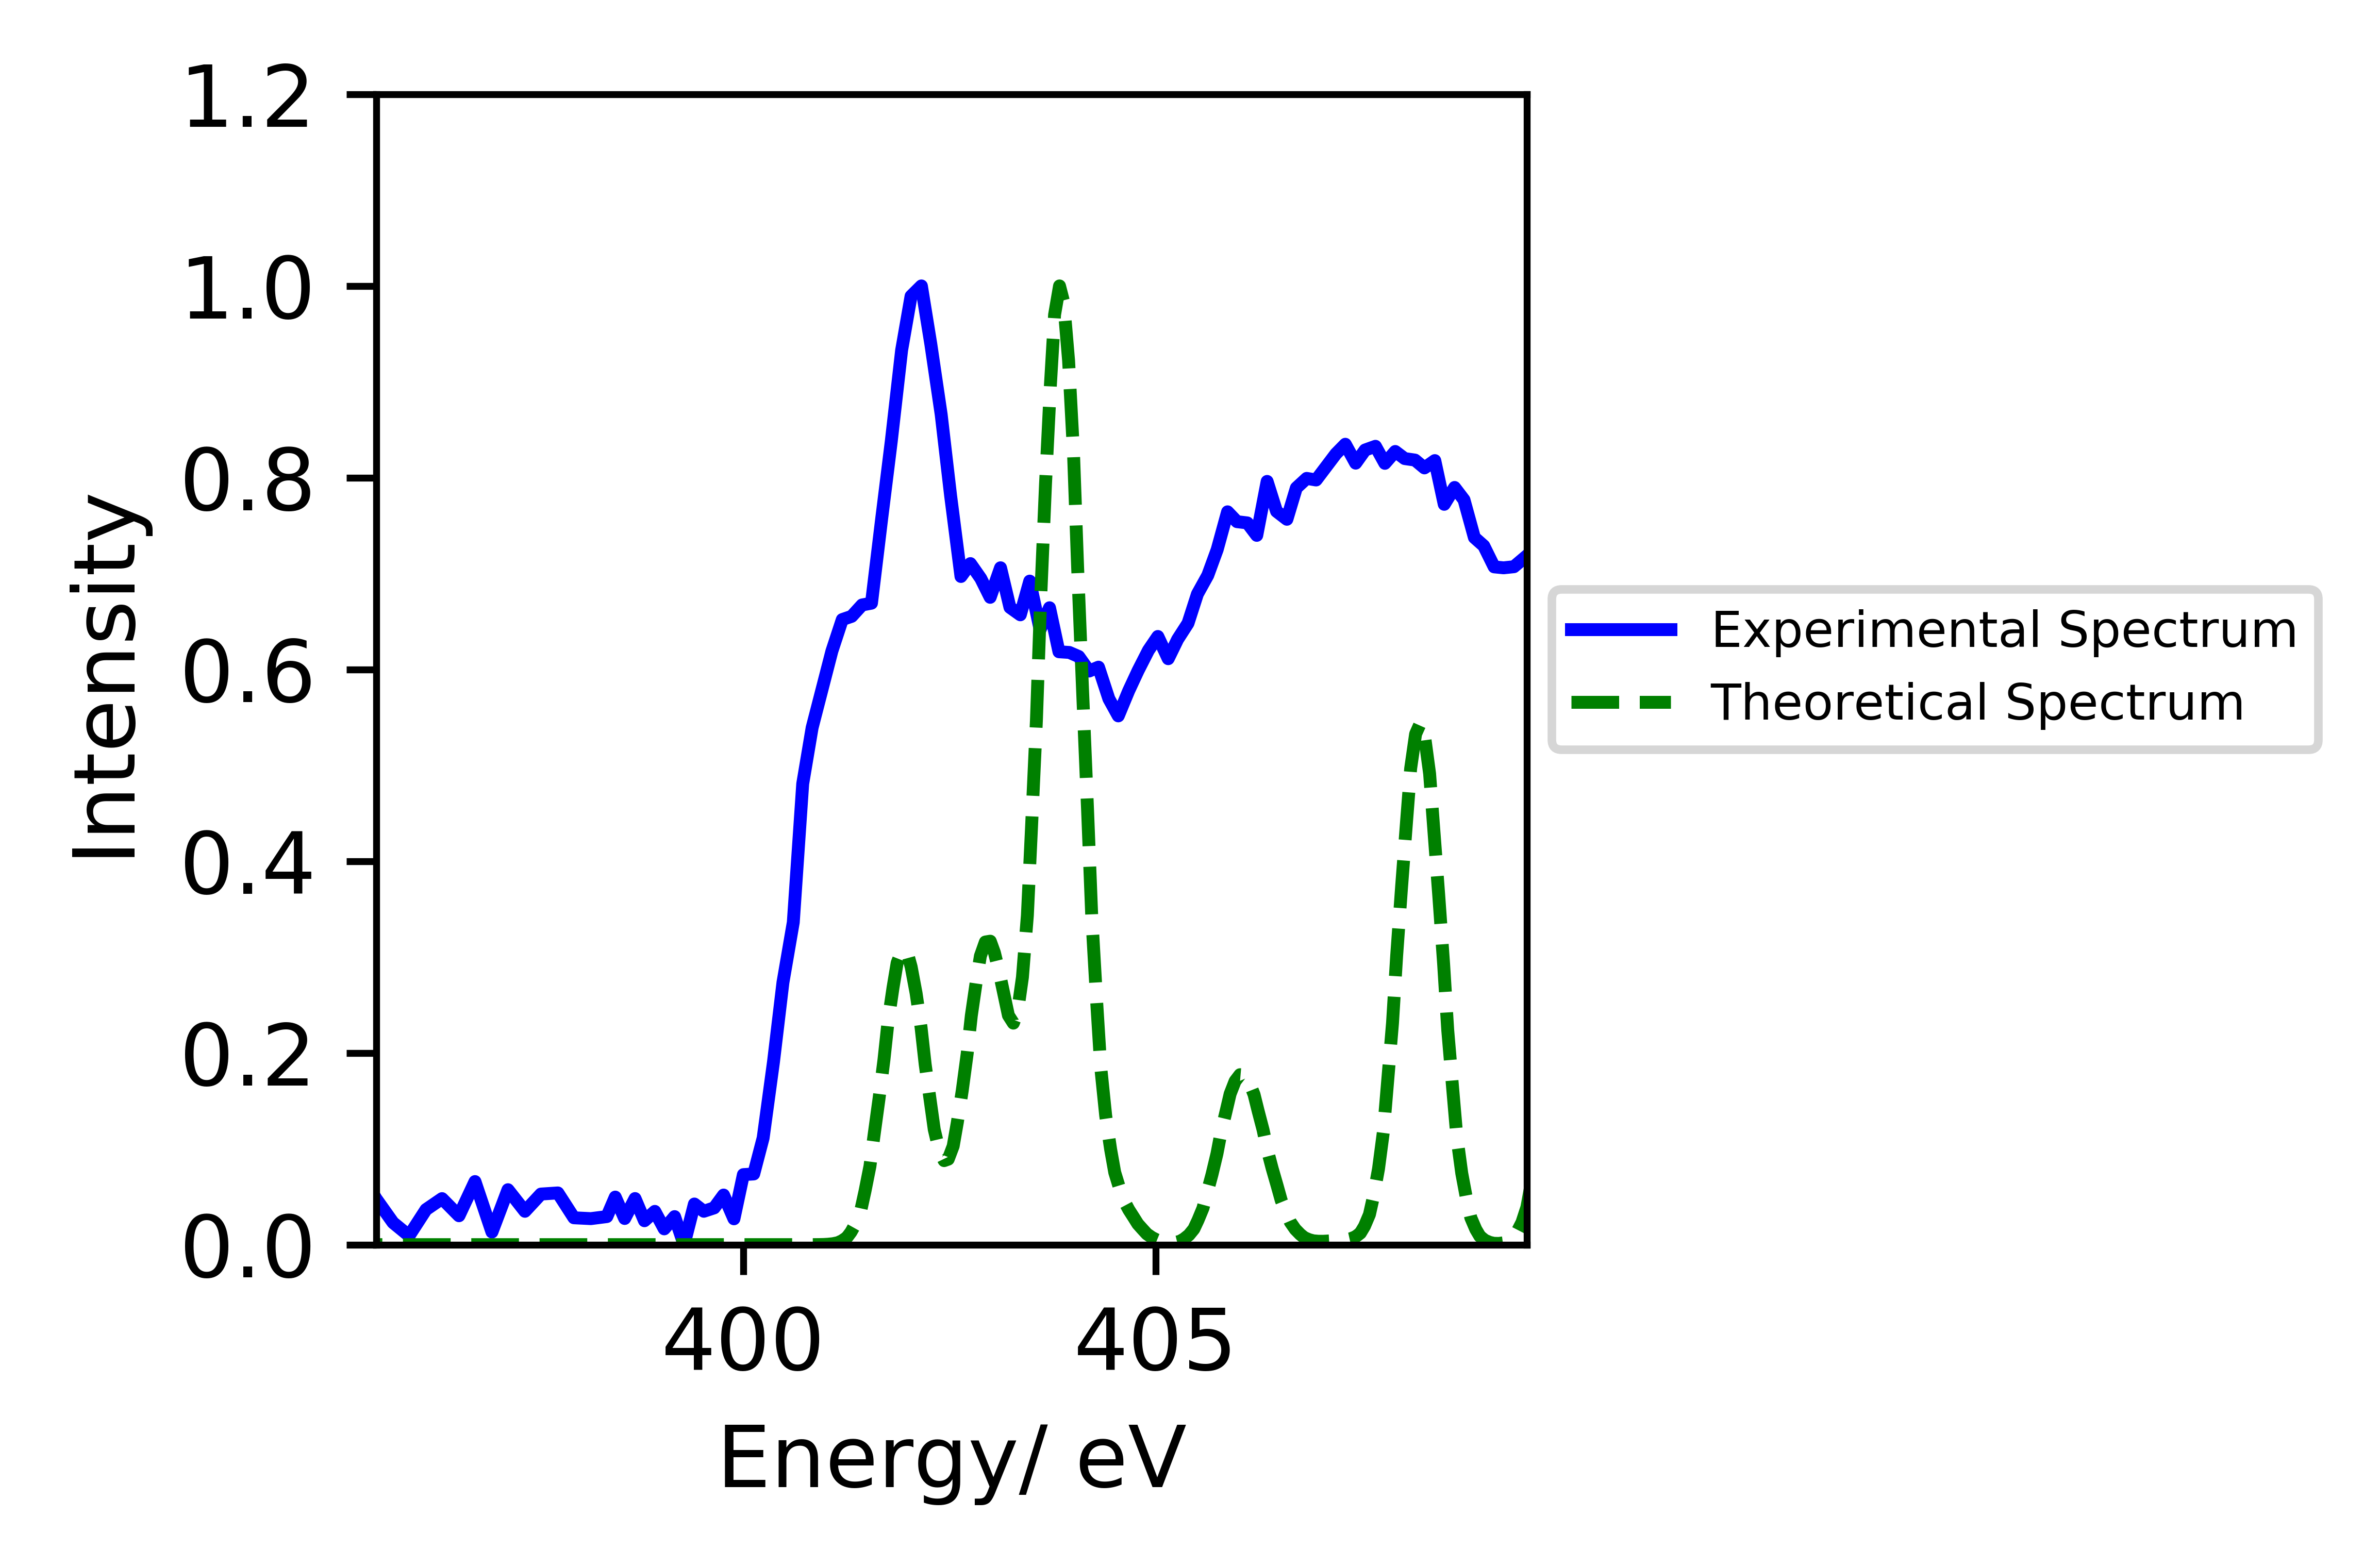 1.2
1.0
0.8
0.6
0.4
0.2
0.0
Intensity
400
405
Energy/ eV
Experimental Spectrum
Theoretical Spectrum